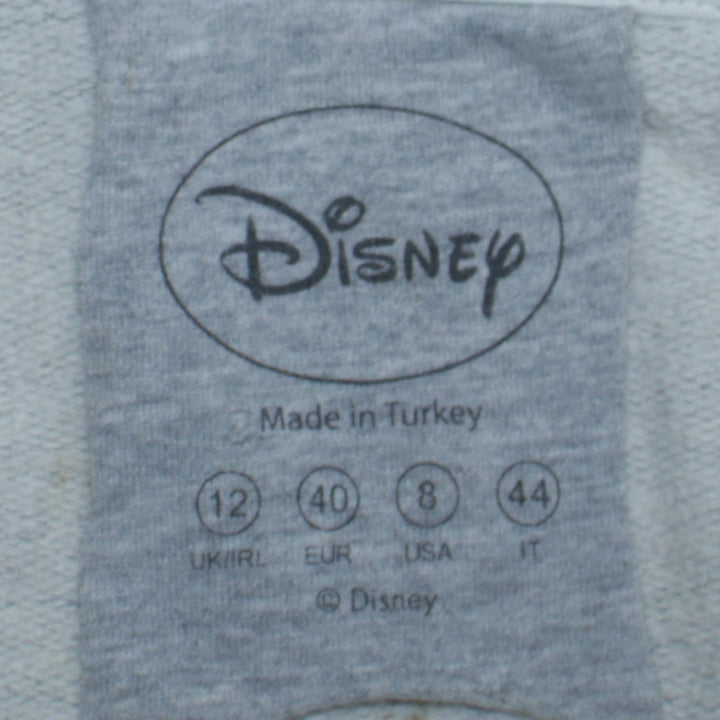 Disney
Made in Turkey
12 40 8 44
UK/IRL EUR USA IT
© Disney